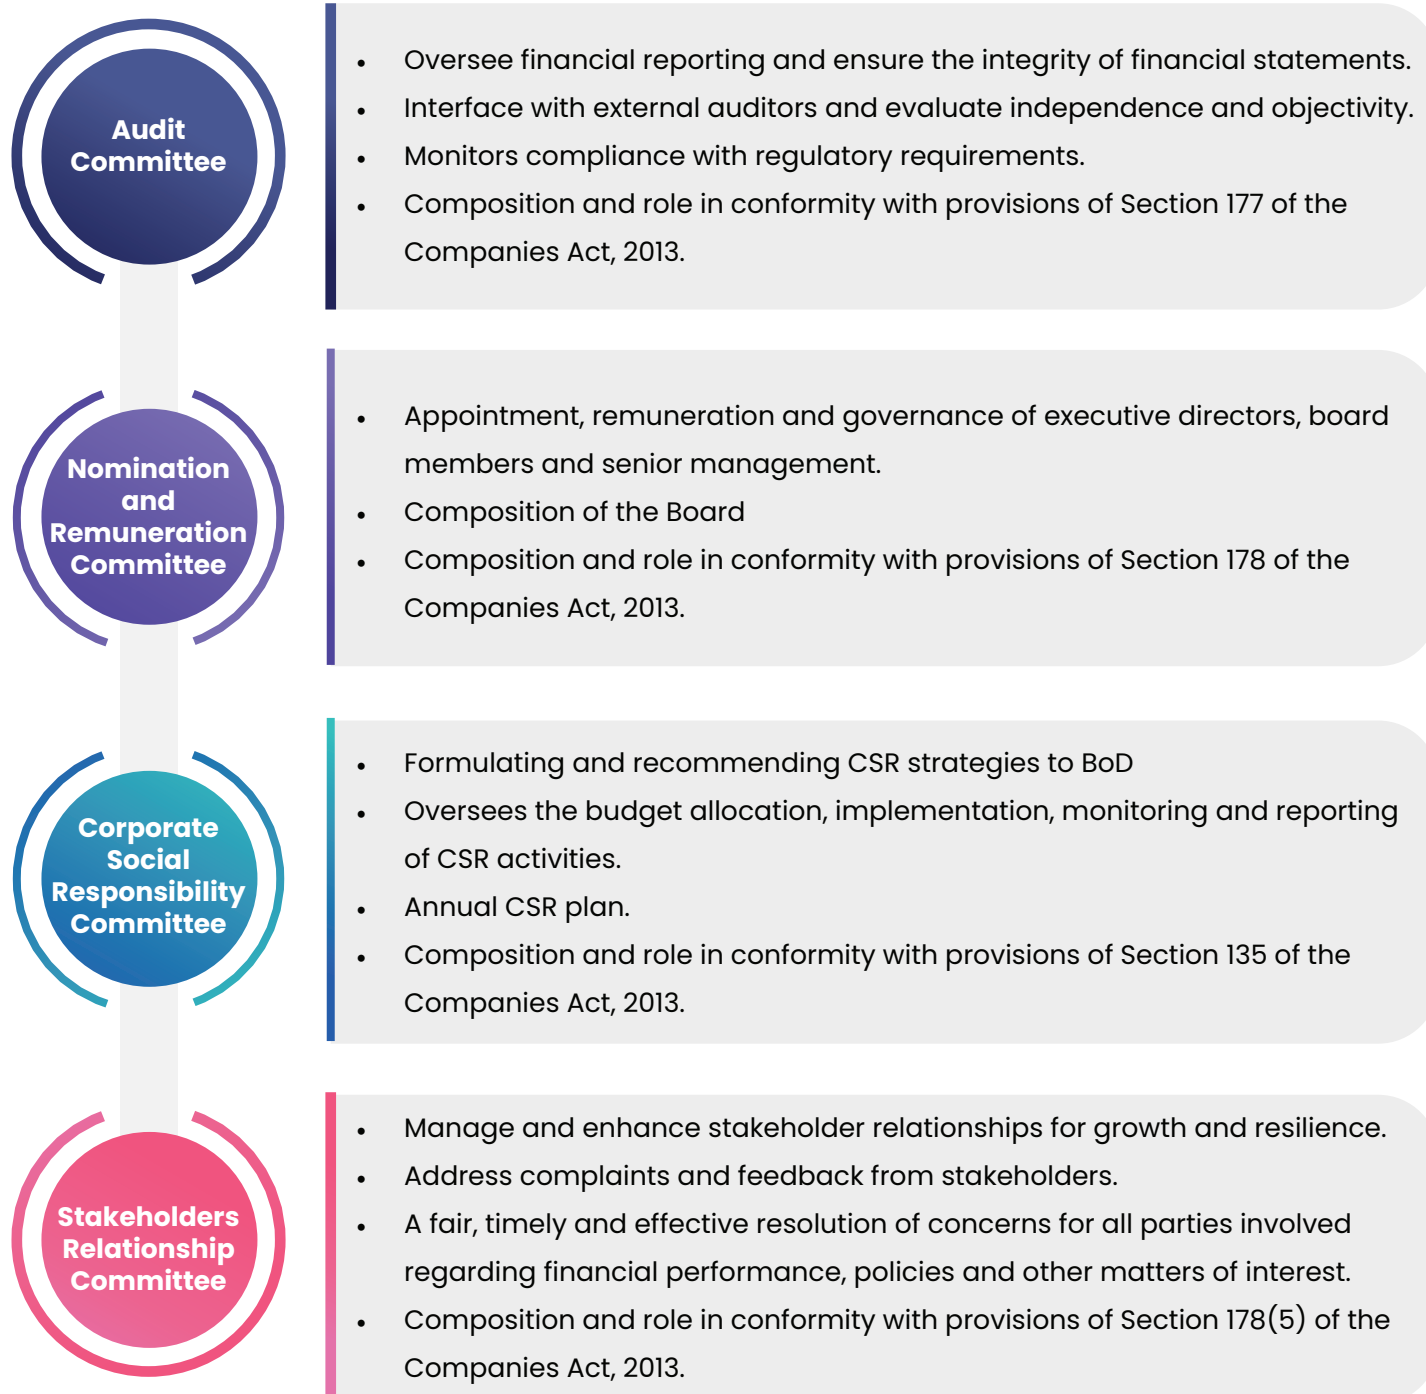 Audit
Committee
• Oversee financial reporting and ensure the integrity of financial statements.
• Interface with external auditors and evaluate independence and objectivity.
• Monitors compliance with regulatory requirements.
• Composition and role in conformity with provisions of Section 177 of the
Companies Act, 2013.
Nomination
and
Remuneration
Committee
• Appointment, remuneration and governance of executive directors, board
members and senior management.
• Composition of the Board
• Composition and role in conformity with provisions of Section 178 of the
Companies Act, 2013.
Corporate
Social
Responsibility
Committee
• Formulating and recommending CSR strategies to BoD
• Oversees the budget allocation, implementation, monitoring and reporting
of CSR activities.
• Annual CSR plan.
• Composition and role in conformity with provisions of Section 135 of the
Companies Act, 2013.
Stakeholders
Relationship
Committee
• Manage and enhance stakeholder relationships for growth and resilience.
• Address complaints and feedback from stakeholders.
• A fair, timely and effective resolution of concerns for all parties involved
regarding financial performance, policies and other matters of interest.
• Composition and role in conformity with provisions of Section 178(5) of the
Companies Act, 2013.